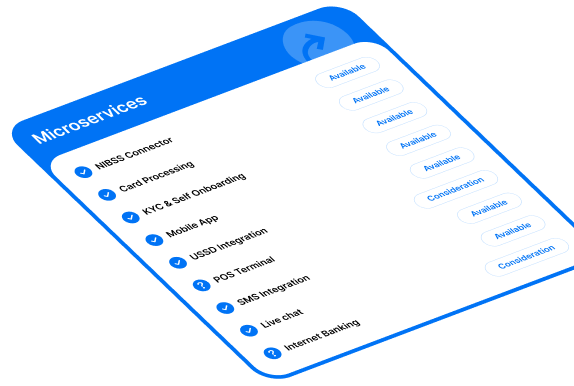 Microservices
NIBSS Connector Available
Card Processing Available
KYC & Self Onboarding Available
Mobile App Available
USSD Integration Available
POS Terminal Consideration
SMS Integration Available
Live chat Available
Internet Banking Consideration